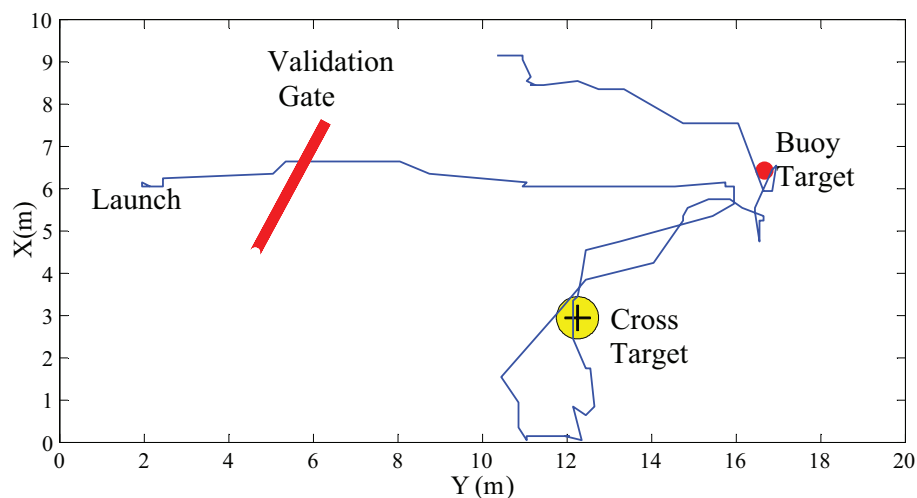 10
9
8
7
6
5
4
3
2
1
0
X(m)
Validation
Gate
Launch
Buoy
Target
Cross
Target
0 2 4 6 8 10 12 14 16 18 20
Y (m)